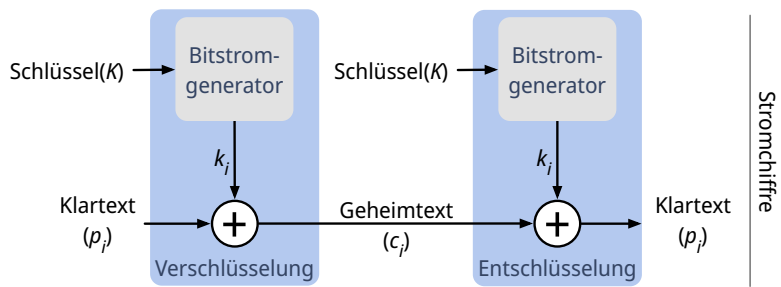 Bitstrom-
generator
Schlüssel(K)
k_i
Klartext
(p_i)
Verschlüsselung
Geheimtext
(c_i)
Bitstrom-
generator
Schlüssel(K)
k_i
Entschlüsselung
Klartext
(p_i)
Stromchiffre